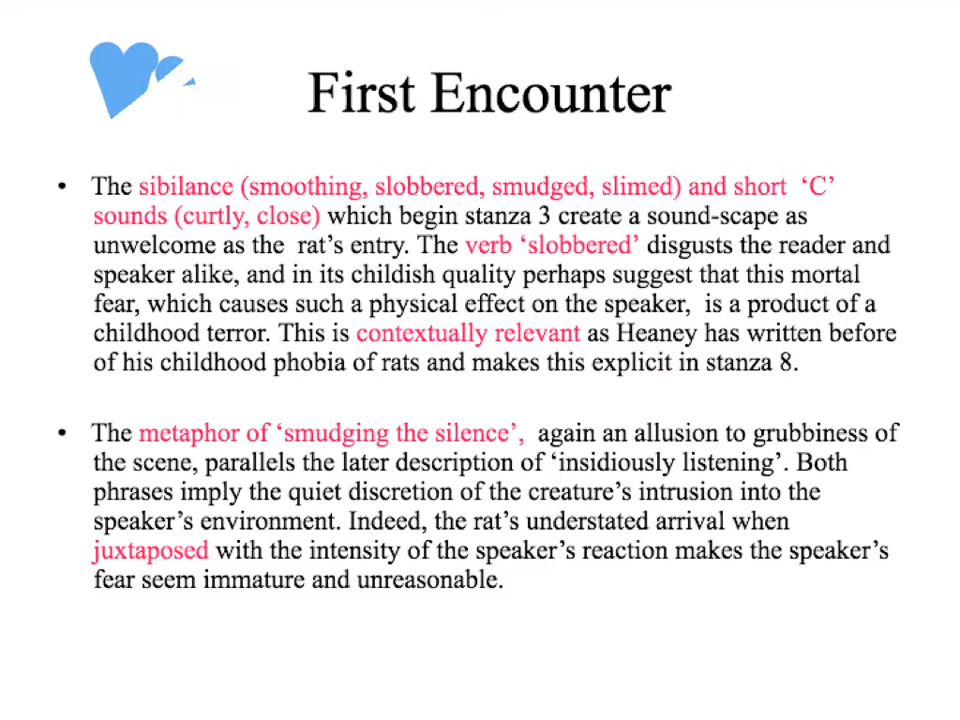 First Encounter
• The sibilance (smoothing, slobbered, smudged, slimed) and short ‘C’
sounds (curtly, close) which begin stanza 3 create a sound-scape as
unwelcome as the rat’s entry. The verb ‘slobbered’ disgusts the reader and
speaker alike, and in its childish quality perhaps suggest that this mortal
fear, which causes such a physical effect on the speaker, is a product of a
childhood terror. This is contextually relevant as Heaney has written before
of his childhood phobia of rats and makes this explicit in stanza 8.
• The metaphor of ‘smudging the silence’, again an allusion to grubbiness of
the scene, parallels the later description of ‘insidiously listening’. Both
phrases imply the quiet discretion of the creature’s intrusion into the
speaker’s environment. Indeed, the rat’s understated arrival when
juxtaposed with the intensity of the speaker’s reaction makes the speaker’s
fear seem immature and unreasonable.